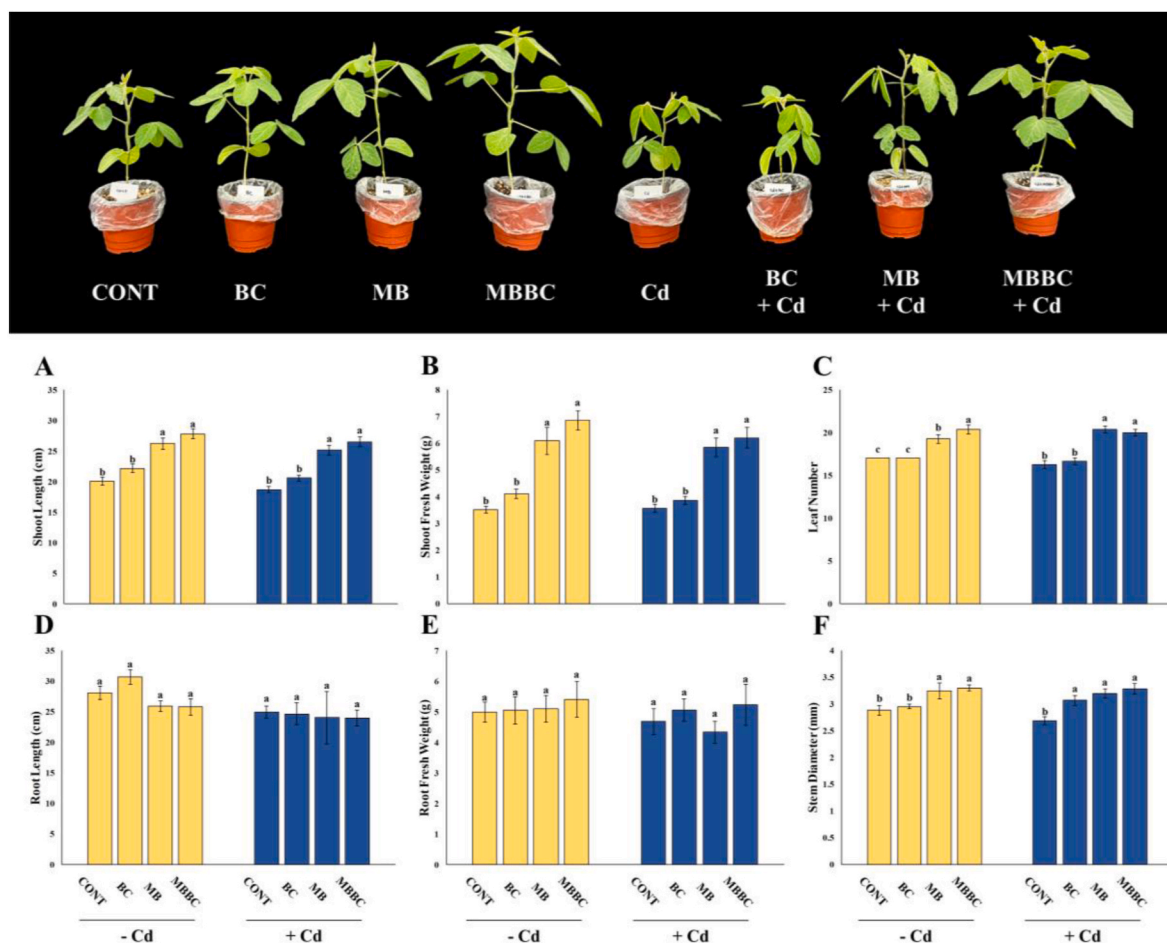 CONT BC MB MBBC Cd BC + Cd MB + Cd MBBC + Cd
A
35
30
25
20
15
10
5
0
Shoot Length (cm)
b b a a b b a a
B
8
7
6
5
4
3
2
1
0
Shoot Fresh Weight (g)
b b a a b b a a
C
25
20
15
10
5
0
Leaf Number
c c b a b b a a
D
35
30
25
20
15
10
5
0
Root Length (cm)
a a a a a a a a
CONT BC MB MBBC
- Cd + Cd
E
7
6
5
4
3
2
1
0
Root Fresh Weight (g)
a a a a a a a a
CONT BC MB MBBC CONT BC MB MBBC
- Cd + Cd
F
4
3.5
3
2.5
2
1.5
1
0.5
0
Stem Diameter (mm)
b b a a b a a a
CONT BC MB MBBC CONT BC MB MBBC
- Cd + Cd